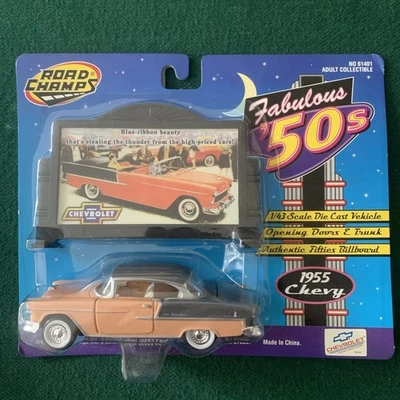 ROAD
CHAMPS
NO 61401
ADULT COLLECTIBLE
Fabulous
'50s
Blue-ribbon beauty
that's stealing the thunder from the high-priced cars!
CHEVROLET
1/43 Scale Die Cast Vehicle
Opening Doors & Trunk
Authentic Fifties Billboard
1955
Chevy
Made In China.
CHEVROLET